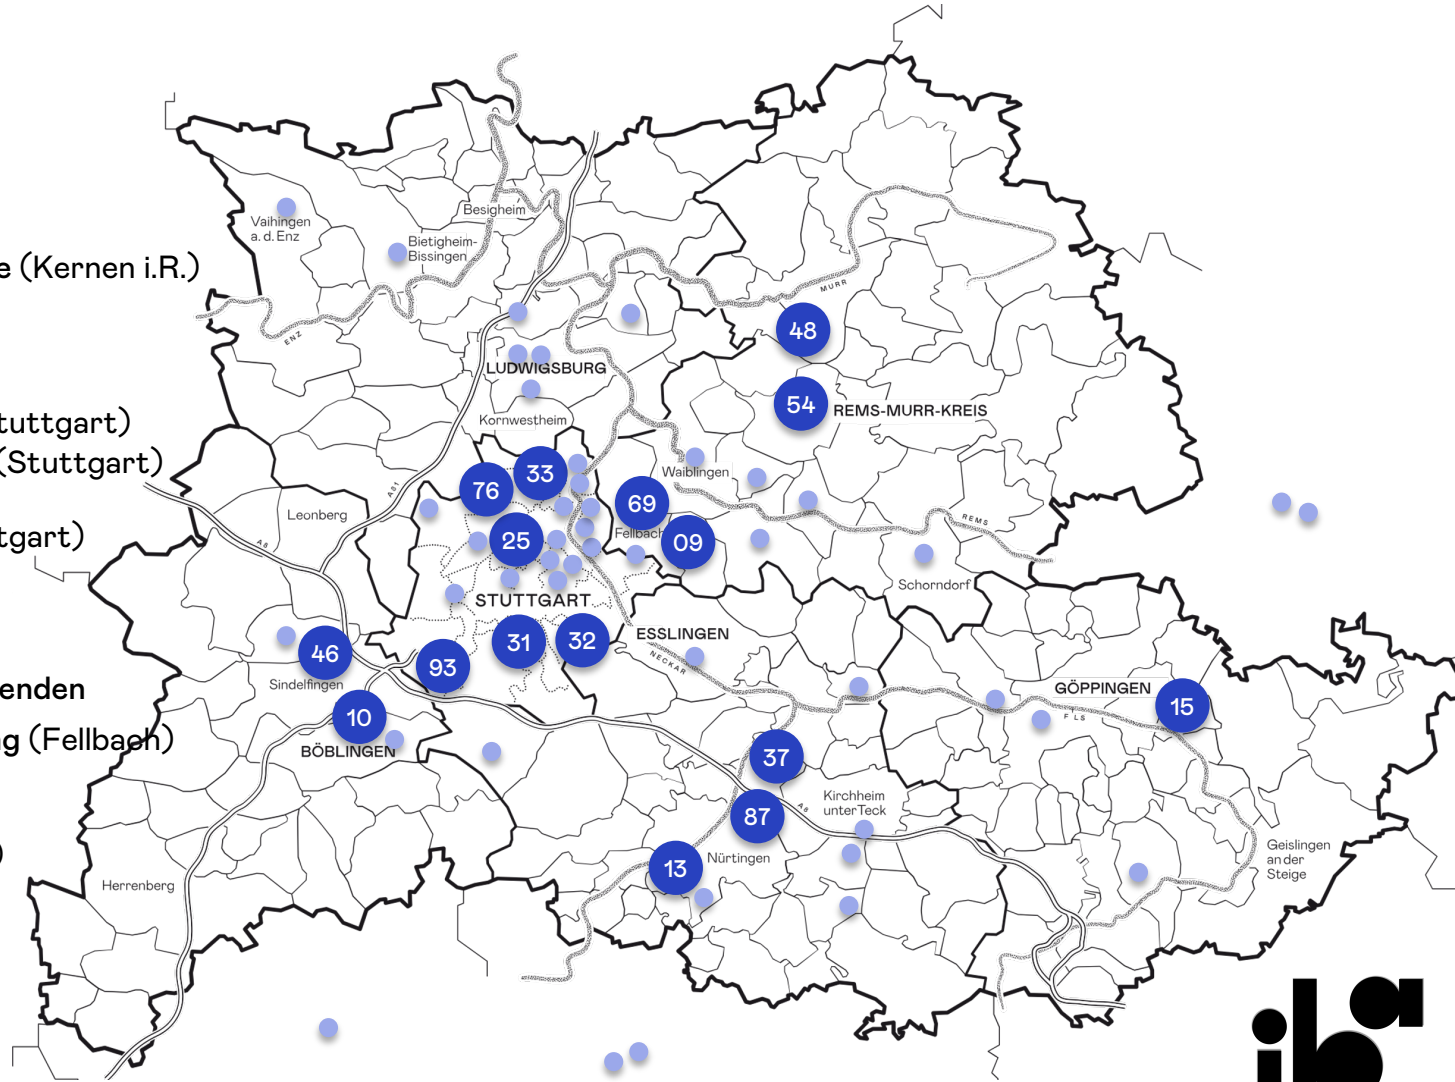 e (Kernen i.R.)
tuttgart)
(Stuttgart)
tgart)
enden
ng (Fellbach)
)
Vaihingen
a. d. Enz
Besigheim
Bietigheim-
Bissingen
ENZ
MURR
48
LUDWIGSBURG
54
REMS-MURR-KREIS
Kornwestheim
33
76
Waiblingen
A81
69
Leonberg
REMS
Fellbach
25
09
A8
Schorndorf
STUTTGART
31
32
ESSLINGEN
46
93
NECKAR
Sindelfingen
GÖPPINGEN
15
10
FILS
BÖBLINGEN
37
Kirchheim
unter Teck
A8
87
Geislingen
an der
Steige
Nürtingen
13
Herrenberg
iba